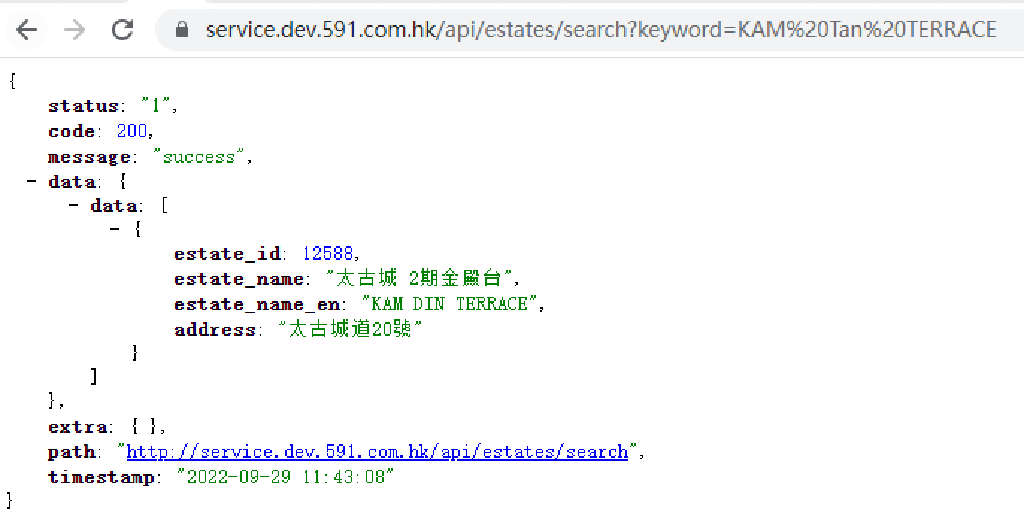 service.dev.591.com.hk/api/estates/search?keyword=KAM%20Tan%20TERRACE
{
status: "1",
code: 200,
message: "success",
- data: {
- data: [
- {
estate_id: 12588,
estate_name: "太古城 2期金殿台",
estate_name_en: "KAM DIN TERRACE",
address: "太古城道20號"
}
]
},
extra: { },
path: "http://service.dev.591.com.hk/api/estates/search",
timestamp: "2022-09-29 11:43:08"
}